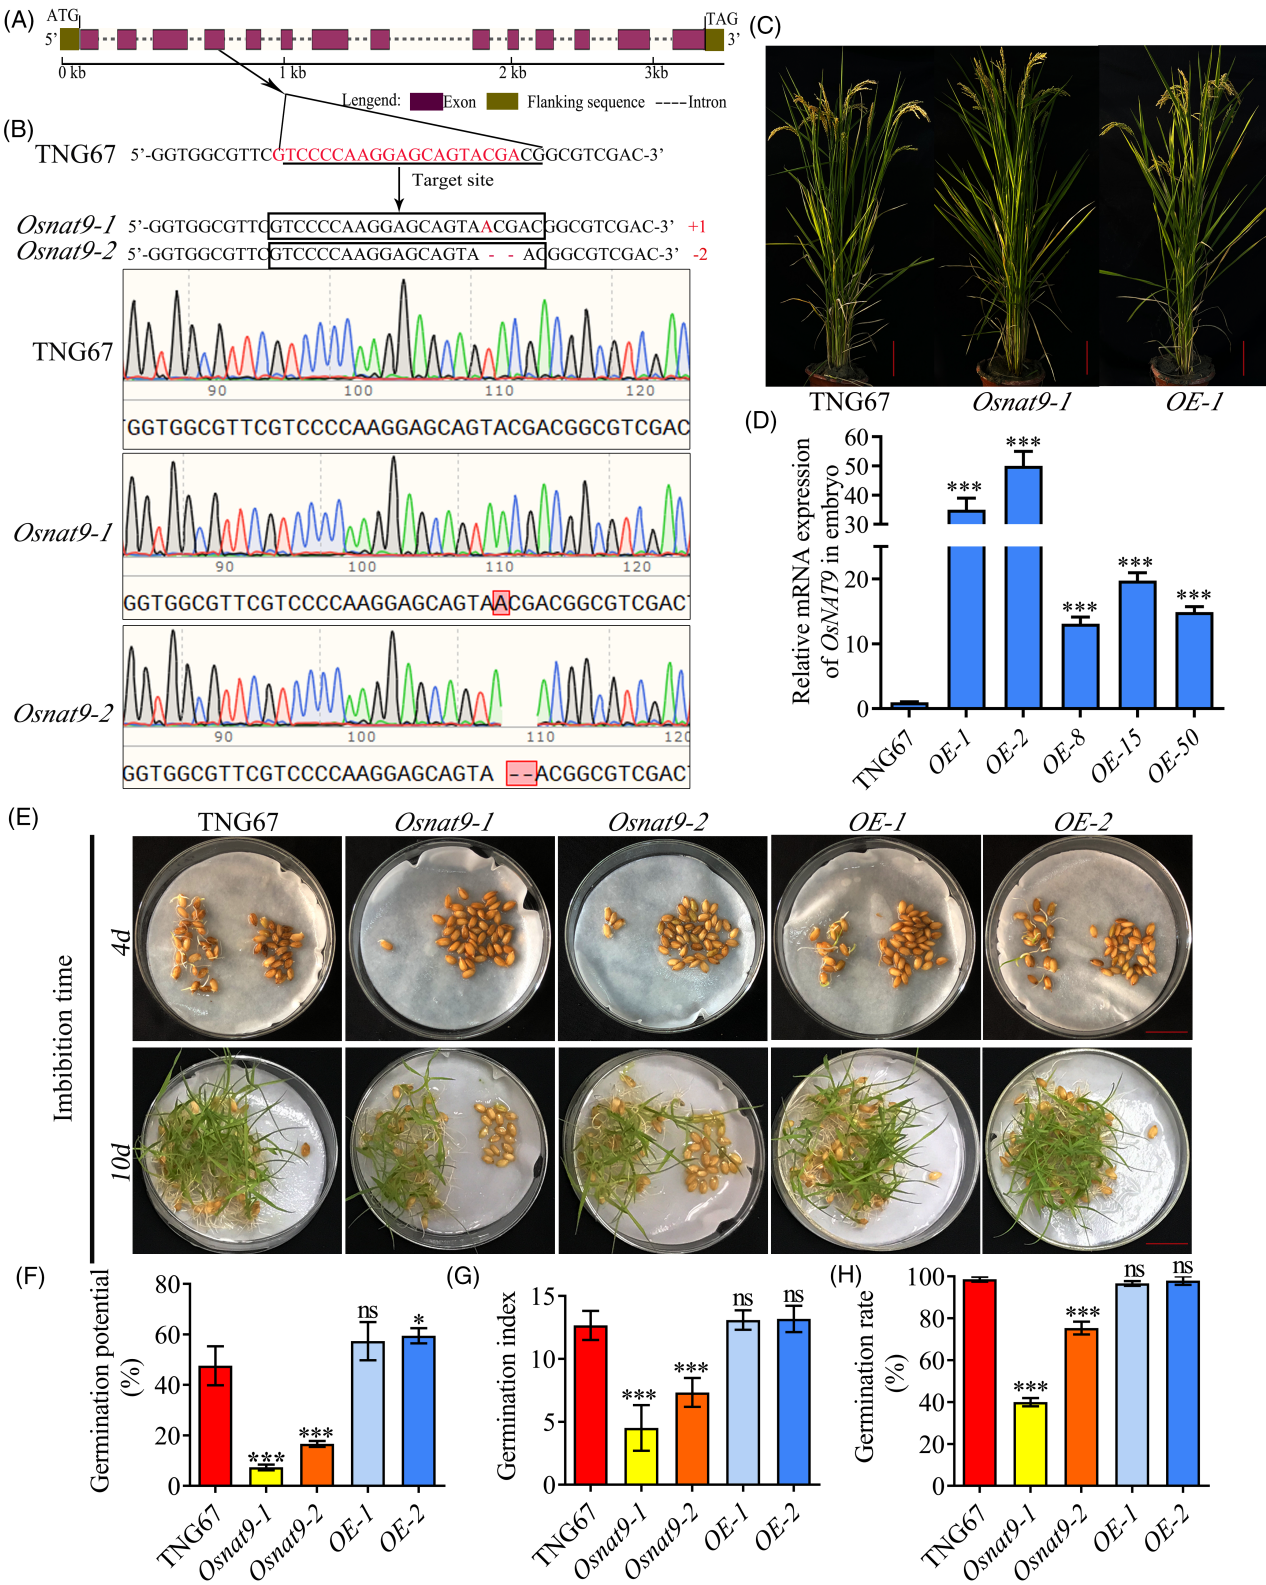 (A)
ATG
TAG
5’
3’
0 kb
1 kb
2 kb
3kb
Lengend:
Exon
Flanking sequence
----Intron
(B)
TNG67
5’-GGTGGCGTTCGTCCCCAAGGAGCAGTACGACGGCGTCGAC-3’
Target site
Osnat9-1
5’-GGTGGCGTTCGTCCCCAAGGAGCAGTAACGACGGCGTCGAC-3’ +1
Osnat9-2
5’-GGTGGCGTTCGTCCCCAAGGAGCAGTA - - ACGGCGTCGAC-3’ -2
TNG67
90 100 110 120
GGTGGCGTTCGTCCCCAAGGAGCAGTACGACGGCGTCGAC
Osnat9-1
90 100 110 120
GGTGGCGTTCGTCCCCAAGGAGCAGTAACGACGGCGTCGAC
Osnat9-2
90 100 110 120
GGTGGCGTTCGTCCCCAAGGAGCAGTA --ACGGCGTCGAC
(C)
TNG67
Osnat9-1
OE-1
(D)
Relative mRNA expression
of OsNAT9 in embryo
60
50
40
30
20
10
0
***
***
***
***
***
TNG67
OE-1
OE-2
OE-8
OE-15
OE-50
(E)
TNG67
Osnat9-1
Osnat9-2
OE-1
OE-2
Imbibition time
4d
10d
(F)
Germination potential
(%)
80
60
40
20
0
***
***
ns
*
TNG67
Osnat9-1
Osnat9-2
OE-1
OE-2
(G)
Germination index
15
10
5
0
***
***
ns
ns
TNG67
Osnat9-1
Osnat9-2
OE-1
OE-2
(H)
Germination rate
(%)
100
80
60
40
20
0
***
***
ns
ns
TNG67
Osnat9-1
Osnat9-2
OE-1
OE-2